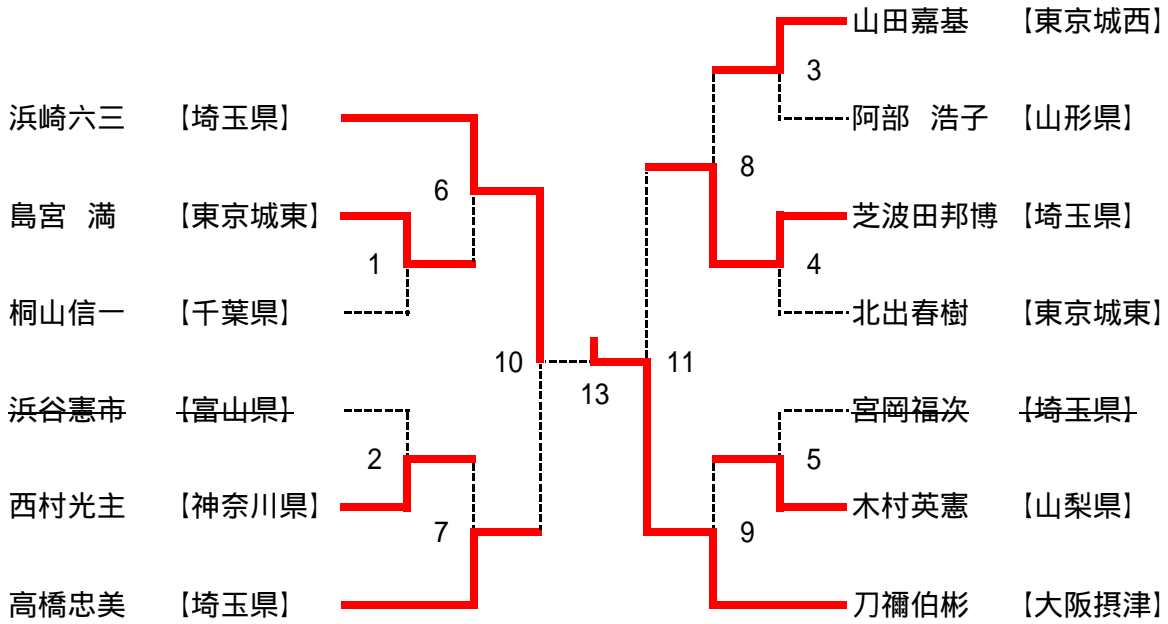 山田嘉基 【東京城西】
3
浜崎六三 【埼玉県】
阿部 浩子 【山形県】
6
8
島宮 満 【東京城東】
芝波田邦博 【埼玉県】
1
4
桐山信一 【千葉県】
北出春樹 【東京城東】
10
11
13
浜谷憲市 【富山県】
宮岡福次 【埼玉県】
2
5
西村光主 【神奈川県】
木村英憲 【山梨県】
7
9
高橋忠美 【埼玉県】
刀禰伯彬 【大阪摂津】